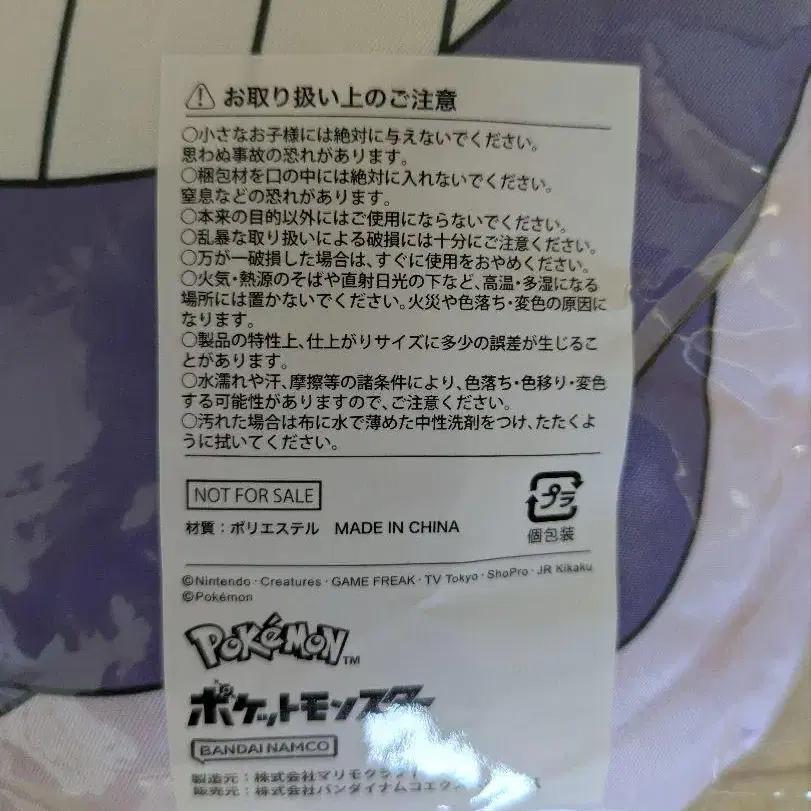 ⚠ お取り扱い上のご注意
○小さなお子様には絶対に与えないでください。
思わぬ事故の恐れがあります。
○梱包材を口の中には絶対に入れないでください。
窒息などの恐れがあります。
○本来の目的以外にはご使用にならないでください。
○乱暴な取り扱いによる破損には十分にご注意ください。
○万が一破損した場合は、すぐに使用をおやめください。
○火気・熱源のそばや直射日光の下など、高温・多湿になる
場所には置かないでください。火災や色落ち・変色の原因に
なります。
○製品の特性上、仕上がりサイズに多少の誤差が生じるこ
とがあります。
○水濡れや汗、摩擦等の諸条件により、色落ち・色移り・変色
する可能性がありますので、ご注意ください。
○汚れた場合は布に水で薄めた中性洗剤をつけ、たたくよ
うに拭いてください。
NOT FOR SALE
プラ
材質：ポリエステル MADE IN CHINA
個包装
©Nintendo・Creatures・GAME FREAK・TV Tokyo・ShoPro・JR Kikaku
©Pokémon
POKÉMON™
ポケットモンスター
BANDAI NAMCO
製造元：株式会社マリモクラフト
販売元：株式会社バンダイナムコエク